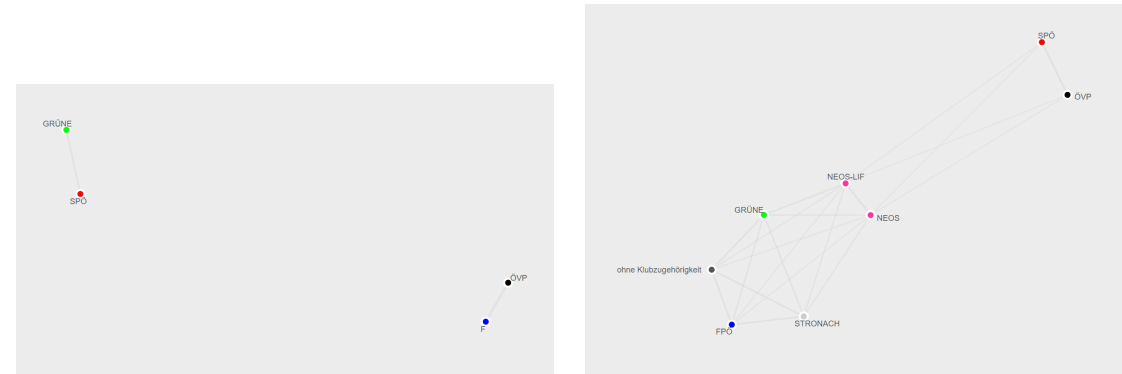 GRÜNE
SPÖ
ÖVP
F
SPÖ
ÖVP
NEOS-LIF
GRÜNE
NEOS
ohne Klubzugehörigkeit
STRONACH
FPÖ